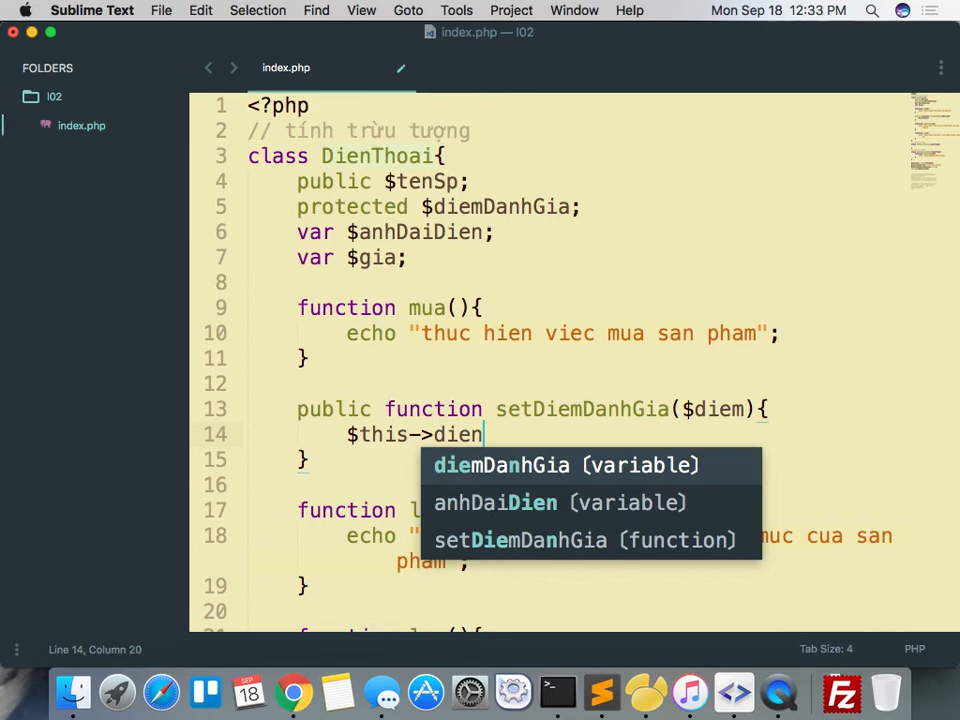 Sublime Text File Edit Selection Find View Goto Tools Project Window Help Mon Sep 18 12:33 PM
index.php — l02
FOLDERS
l02
index.php
index.php
1 <?php
2 // tính trừu tượng
3 class DienThoai{
4 public $tenSp;
5 protected $diemDanhGia;
6 var $anhDaiDien;
7 var $gia;
8
9 function mua(){
10 echo "thuc hien viec mua san pham";
11 }
12
13 public function setDiemDanhGia($diem){
14 $this->dien
diemDanhGia (variable)
anhDaiDien (variable)
setDiemDanhGia (function)
15 }
16
17 function
18 echo " muc cua san
pham";
19 }
20
21 function
Line 14, Column 20 Tab Size: 4 PHP
SEP
18